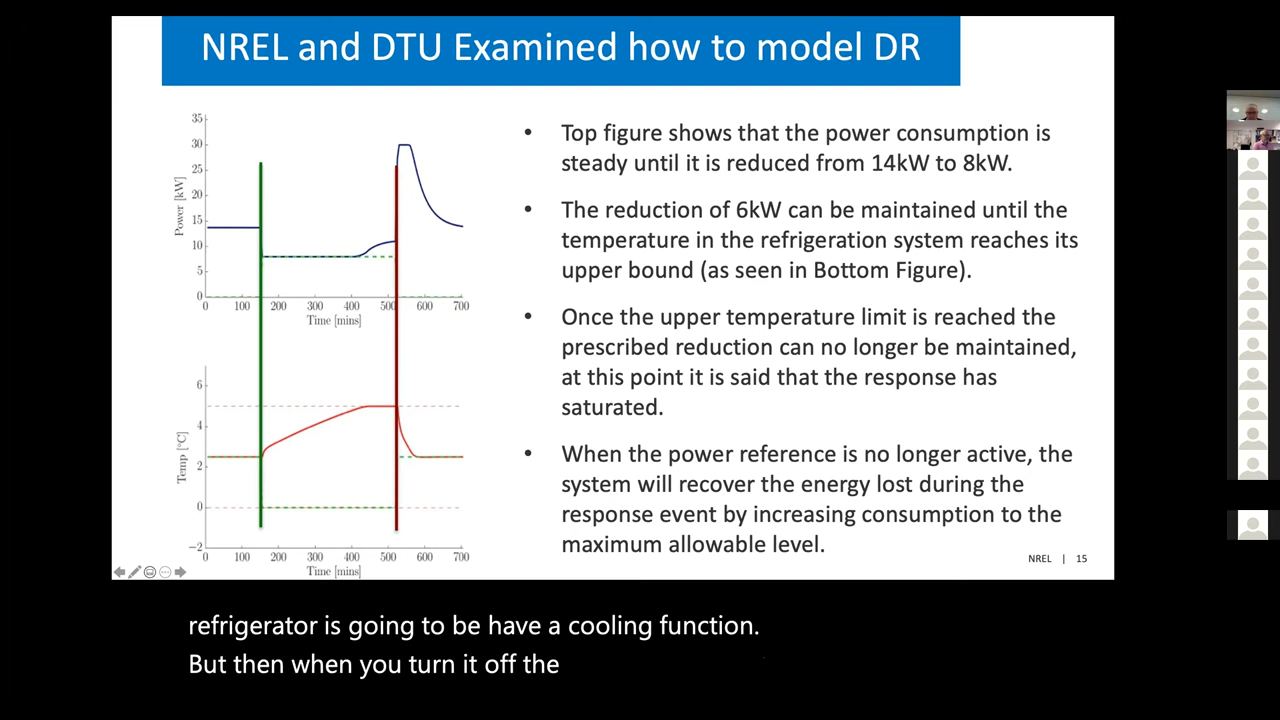 NREL and DTU Examined how to model DR
35
30
25
20
15
10
5
0
Power [kW]
0 100 200 300 400 500 600 700
Time [mins]
6
4
2
0
−2
Temp [°C]
0 100 200 300 400 500 600 700
Time [mins]
• Top figure shows that the power consumption is
steady until it is reduced from 14kW to 8kW.
• The reduction of 6kW can be maintained until the
temperature in the refrigeration system reaches its
upper bound (as seen in Bottom Figure).
• Once the upper temperature limit is reached the
prescribed reduction can no longer be maintained,
at this point it is said that the response has
saturated.
• When the power reference is no longer active, the
system will recover the energy lost during the
response event by increasing consumption to the
maximum allowable level.
NREL | 15
refrigerator is going to be have a cooling function.
But then when you turn it off the